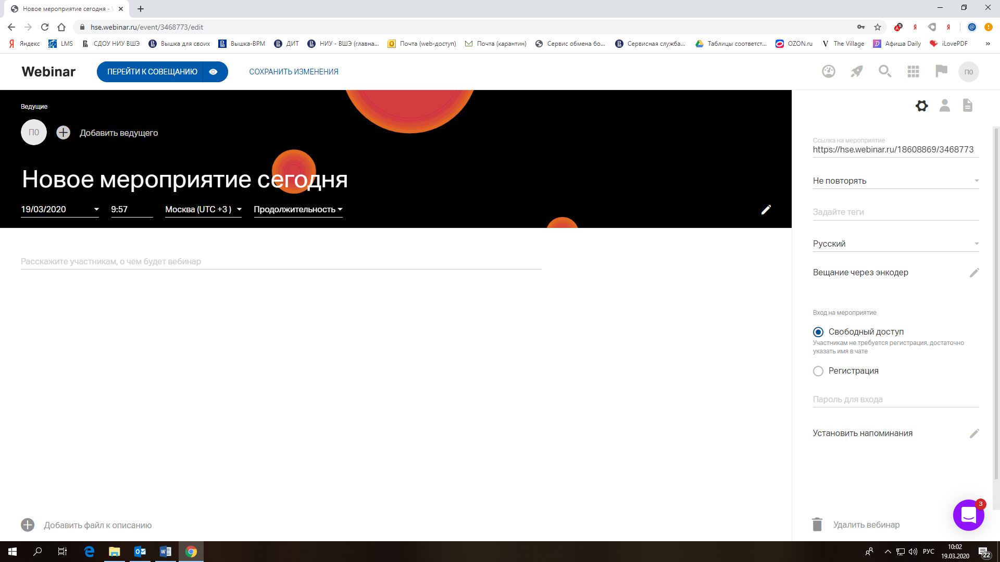 Новое мероприятие сегодня -
hse.webinar.ru/event/3468773/edit
Яндекс
LMS
СДОУ НИУ ВШЭ
Вышка для своих
Вышка-BPM
ДИТ
НИУ - ВШЭ (главна...
Почта (web-доступ)
Почта (карантин)
Сервис обмена бо...
Сервисная служба...
Таблицы соответст...
OZON.ru
The Village
Афиша Daily
iLovePDF
»
Webinar
ПЕРЕЙТИ К СОВЕЩАНИЮ
СОХРАНИТЬ ИЗМЕНЕНИЯ
П0
Ведущие
П0
Добавить ведущего
Новое мероприятие сегодня
19/03/2020
9:57
Москва (UTC +3 )
Продолжительность
Расскажите участникам, о чем будет вебинар
Добавить файл к описанию
Ссылка на мероприятие
https://hse.webinar.ru/18608869/3468773
Не повторять
Задайте теги
Русский
Вещание через энкодер
Вход на мероприятие
Свободный доступ
Участникам не требуется регистрация, достаточно
указать имя в чате
Регистрация
Пароль для входа
Установить напоминания
3
Удалить вебинар
РУС
10:02
19.03.2020
22